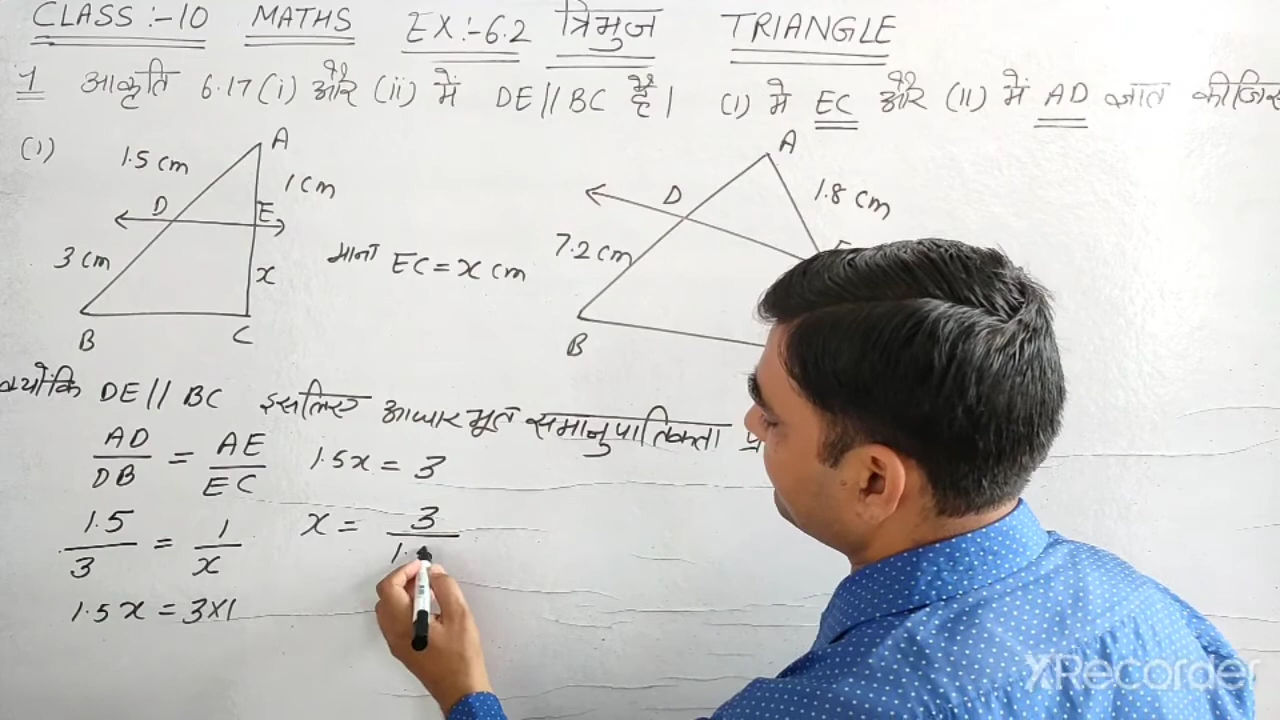 CLASS :- 10 MATHS EX :- 6.2 त्रिभुज TRIANGLE
1 आकृति 6.17 (i) और (ii) में DE || BC है। (i) में EC और (ii) में AD ज्ञात कीजिए
(i)
A
1.5 cm
1 cm
D
E
3 cm
x
B
C
माना EC = x cm
A
D
1.8 cm
7.2 cm
B
क्योंकि DE || BC इसलिए आधारभूत समानुपातिकता
AD/DB = AE/EC
1.5x = 3
1.5/3 = 1/x
x = 3/1.
1.5x = 3×1
XRecorder